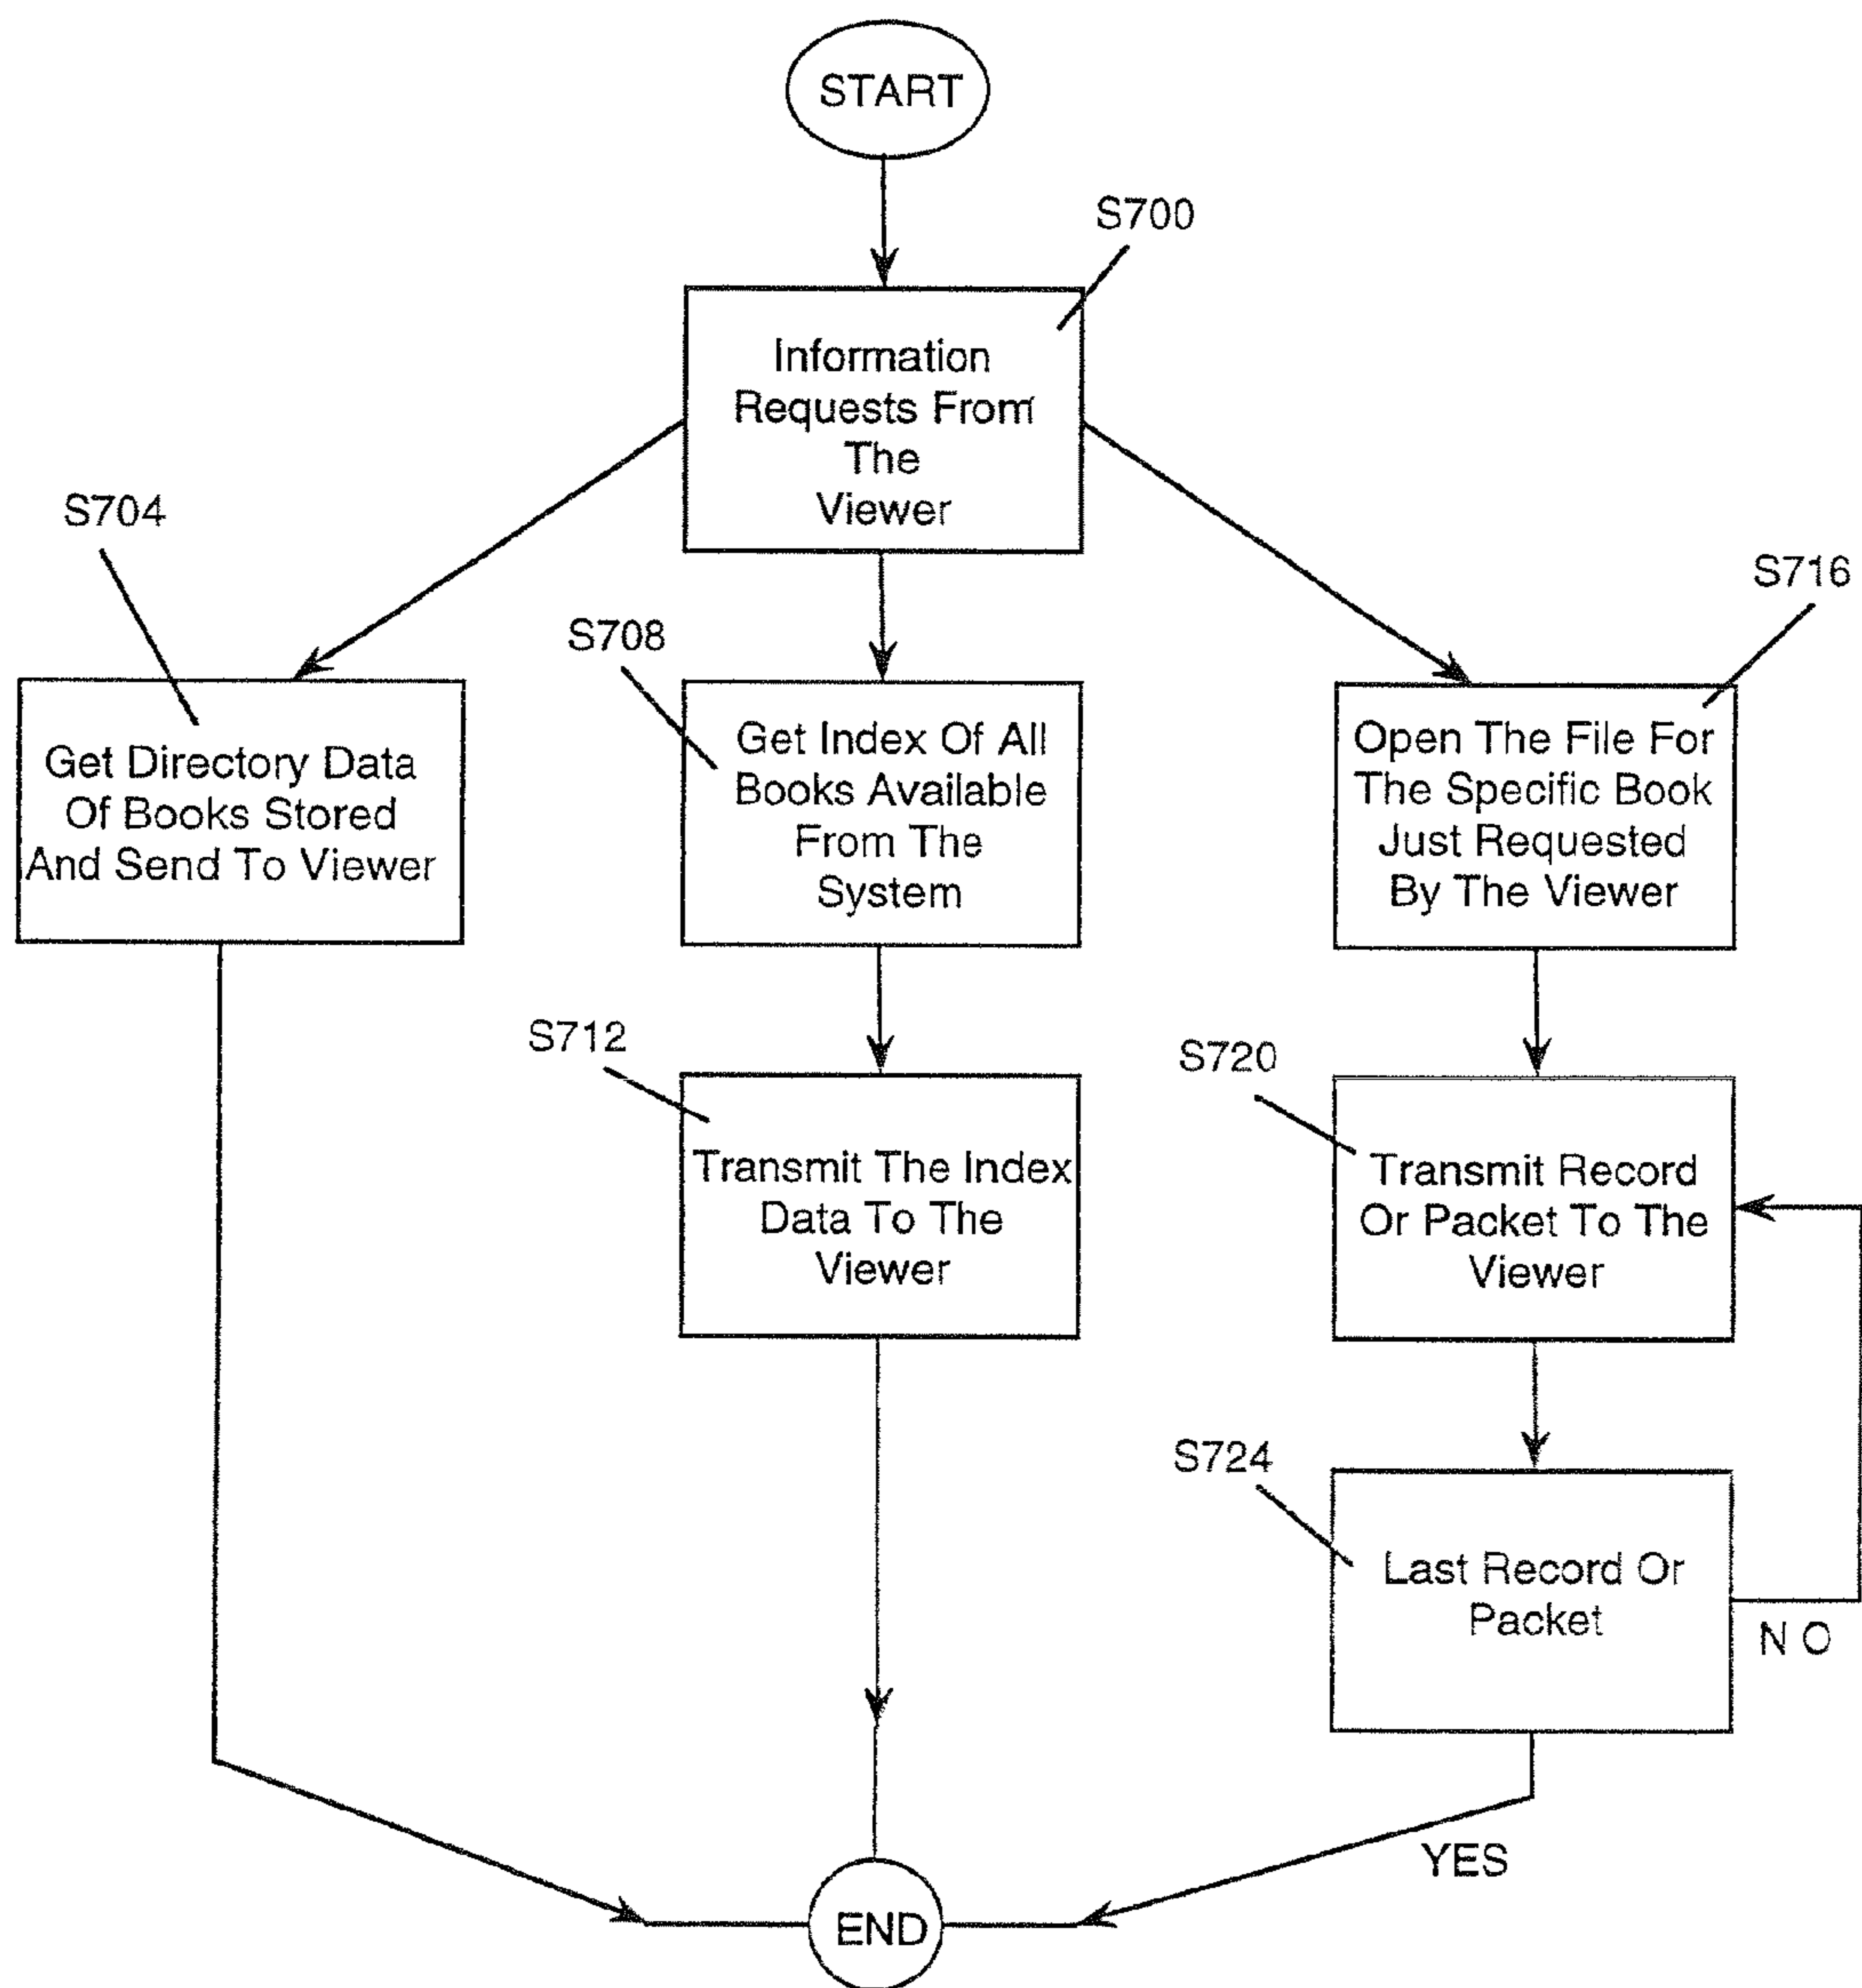 START
S700
Information
Requests From
The
Viewer
S704
Get Directory Data
Of Books Stored
And Send To Viewer
S708
Get Index Of All
Books Available
From The
System
S716
Open The File For
The Specific Book
Just Requested
By The Viewer
S712
Transmit The Index
Data To The
Viewer
S720
Transmit Record
Or Packet To The
Viewer
S724
Last Record Or
Packet
NO
YES
END